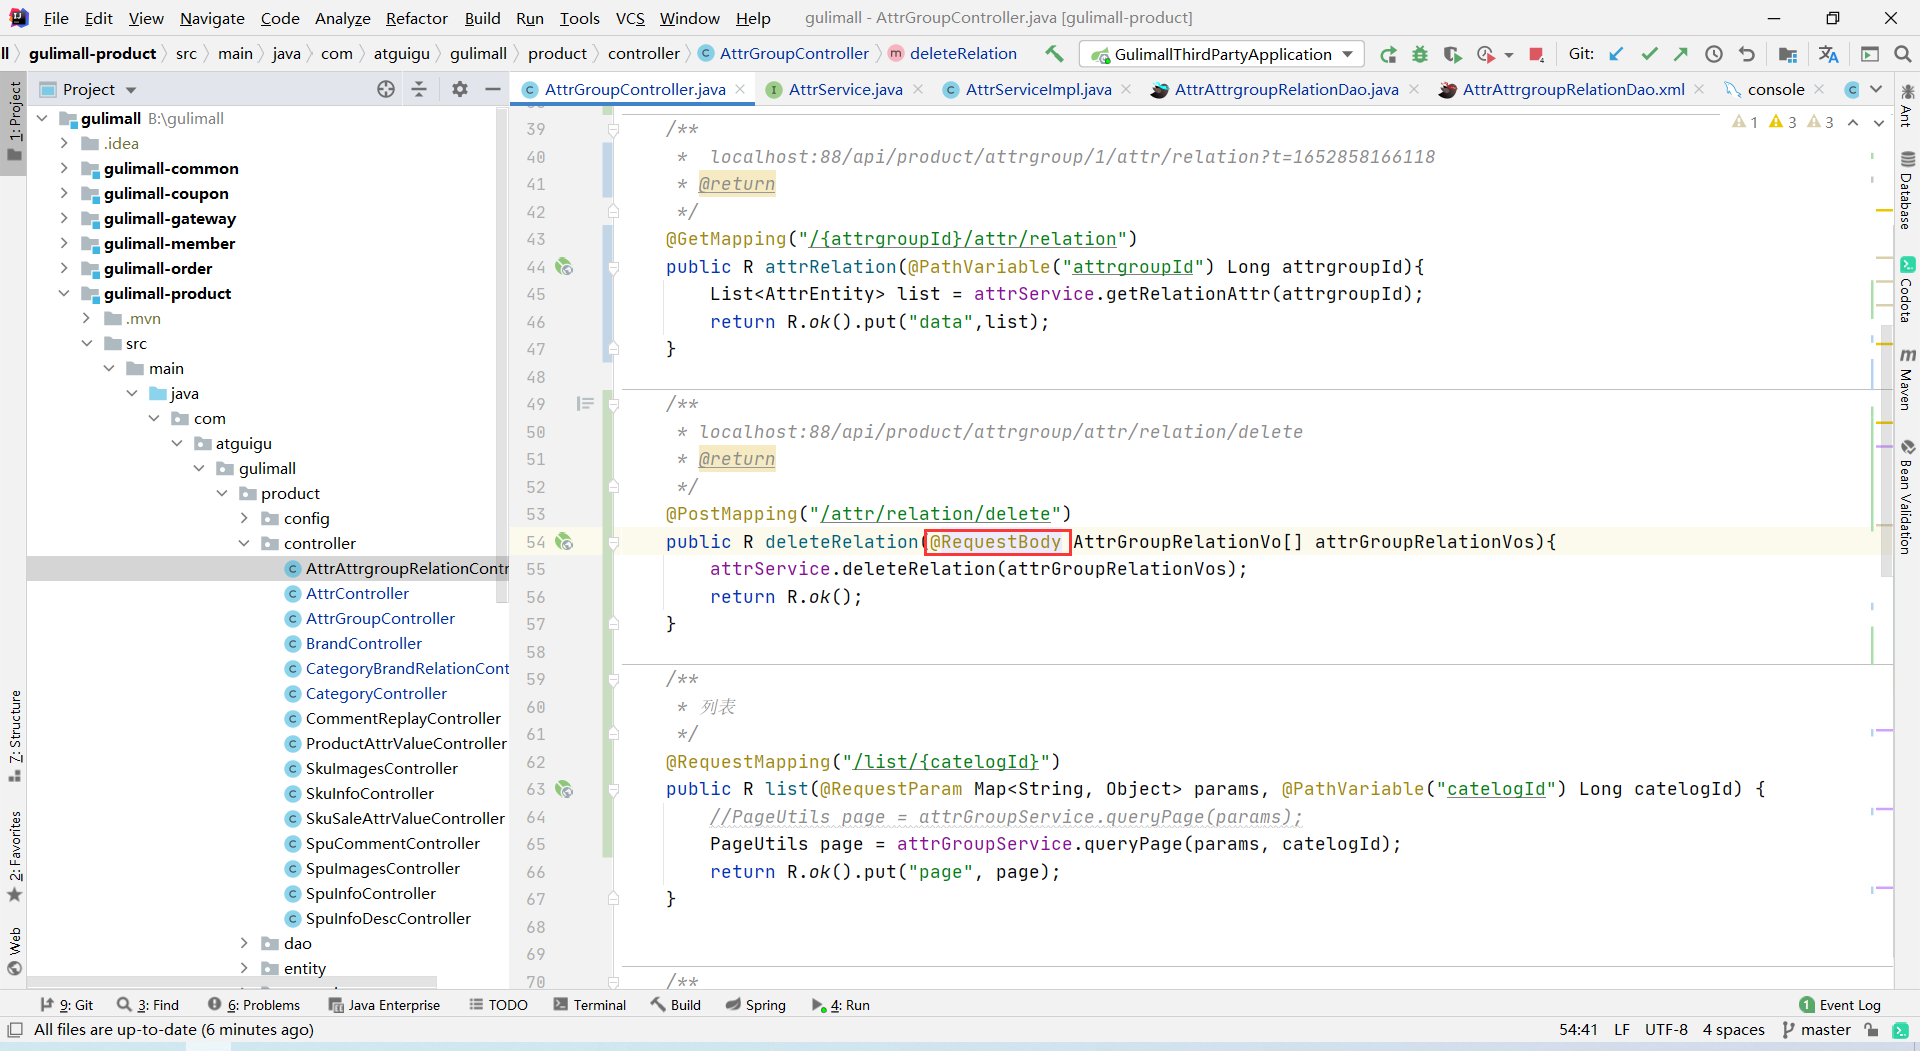 File Edit View Navigate Code Analyze Refactor Build Run Tools VCS Window Help gulimall - AttrGroupController.java [gulimall-product]
ll gulimall-product src main java com atguigu gulimall product controller AttrGroupController deleteRelation GulimallThirdPartyApplication Git:
Project
AttrGroupController.java AttrService.java AttrServiceImpl.java AttrAttrgroupRelationDao.java AttrAttrgroupRelationDao.xml console
1: Project
7: Structure
2: Favorites
Web
gulimall B:\gulimall
.idea
gulimall-common
gulimall-coupon
gulimall-gateway
gulimall-member
gulimall-order
gulimall-product
.mvn
src
main
java
com
atguigu
gulimall
product
config
controller
AttrAttrgroupRelationContr
AttrController
AttrGroupController
BrandController
CategoryBrandRelationCont
CategoryController
CommentReplayController
ProductAttrValueController
SkuImagesController
SkuInfoController
SkuSaleAttrValueController
SpuCommentController
SpuImagesController
SpuInfoController
SpuInfoDescController
dao
entity
1 3 3
39 /**
40 * localhost:88/api/product/attrgroup/1/attr/relation?t=1652858166118
41 * @return
42 */
43 @GetMapping("/{attrgroupId}/attr/relation")
44 public R attrRelation(@PathVariable("attrgroupId") Long attrgroupId){
45 List<AttrEntity> list = attrService.getRelationAttr(attrgroupId);
46 return R.ok().put("data",list);
47 }
48
49 /**
50 * localhost:88/api/product/attrgroup/attr/relation/delete
51 * @return
52 */
53 @PostMapping("/attr/relation/delete")
54 public R deleteRelation(@RequestBody AttrGroupRelationVo[] attrGroupRelationVos){
55 attrService.deleteRelation(attrGroupRelationVos);
56 return R.ok();
57 }
58
59 /**
60 * 列表
61 */
62 @RequestMapping("/list/{catelogId}")
63 public R list(@RequestParam Map<String, Object> params, @PathVariable("catelogId") Long catelogId) {
64 //PageUtils page = attrGroupService.queryPage(params);
65 PageUtils page = attrGroupService.queryPage(params, catelogId);
66 return R.ok().put("page", page);
67 }
68
69
70 /**
Ant
Database
Codota
Maven
Bean Validation
9: Git 3: Find 6: Problems Java Enterprise TODO Terminal Build Spring 4: Run 1 Event Log
All files are up-to-date (6 minutes ago) 54:41 LF UTF-8 4 spaces master